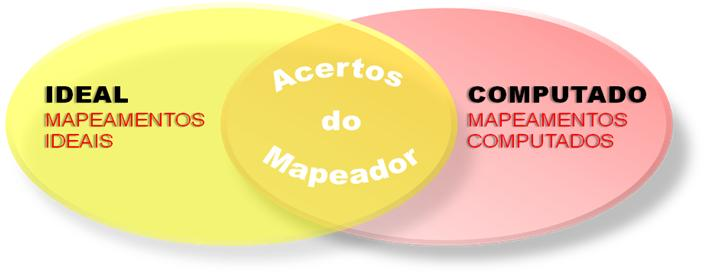 IDEAL
MAPEAMENTOS
IDEAIS
Acertos
do
Mapeador
COMPUTADO
MAPEAMENTOS
COMPUTADOS